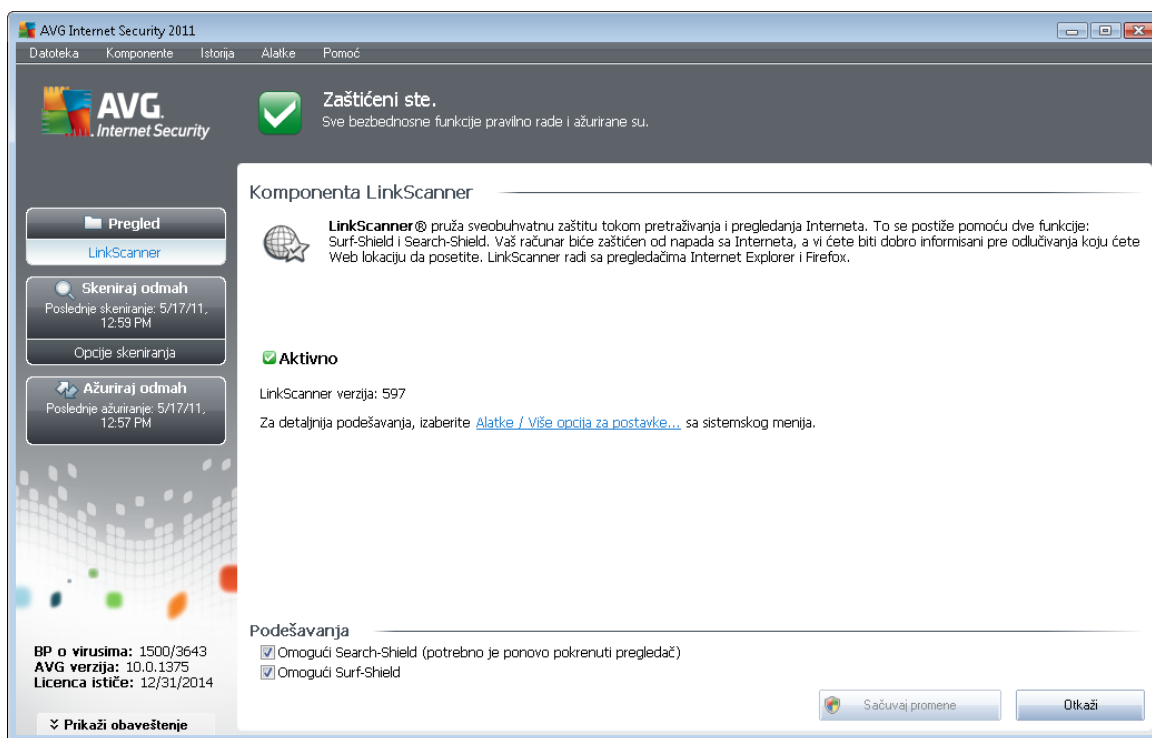 AVG Internet Security 2011
Datoteka Komponente Istorija Alatke Pomoć
AVG.
Internet Security
Zaštićeni ste.
Sve bezbednosne funkcije pravilno rade i ažurirane su.
Pregled
LinkScanner
Skeniraj odmah
Poslednje skeniranje: 5/17/11,
12:59 PM
Opcije skeniranja
Ažuriraj odmah
Poslednje ažuriranje: 5/17/11,
12:57 PM
BP o virusima: 1500/3643
AVG verzija: 10.0.1375
Licenca ističe: 12/31/2014
Prikaži obaveštenje
Komponenta LinkScanner
LinkScanner® pruža sveobuhvatnu zaštitu tokom pretraživanja i pregledanja Interneta. To se postiže pomoću dve funkcije:
Surf-Shield i Search-Shield. Vaš računar biće zaštićen od napada sa Interneta, a vi ćete biti dobro informisani pre odlučivanja koju ćete
Web lokaciju da posetite. LinkScanner radi sa pregledačima Internet Explorer i Firefox.
Aktivno
LinkScanner verzija: 597
Za detaljnija podešavanja, izaberite Alatke / Više opcija za postavke... sa sistemskog menija.
Podešavanja
Omogući Search-Shield (potrebno je ponovo pokrenuti pregledač)
Omogući Surf-Shield
Sačuvaj promene
Otkaži